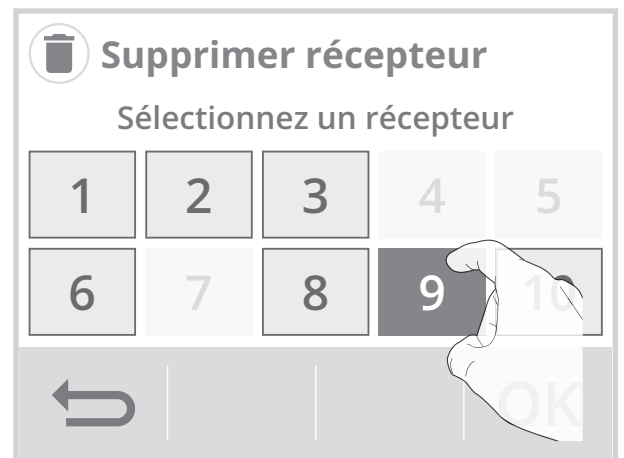 Supprimer récepteur
Sélectionnez un récepteur
1 2 3 4 5
6 7 8 9 10
OK